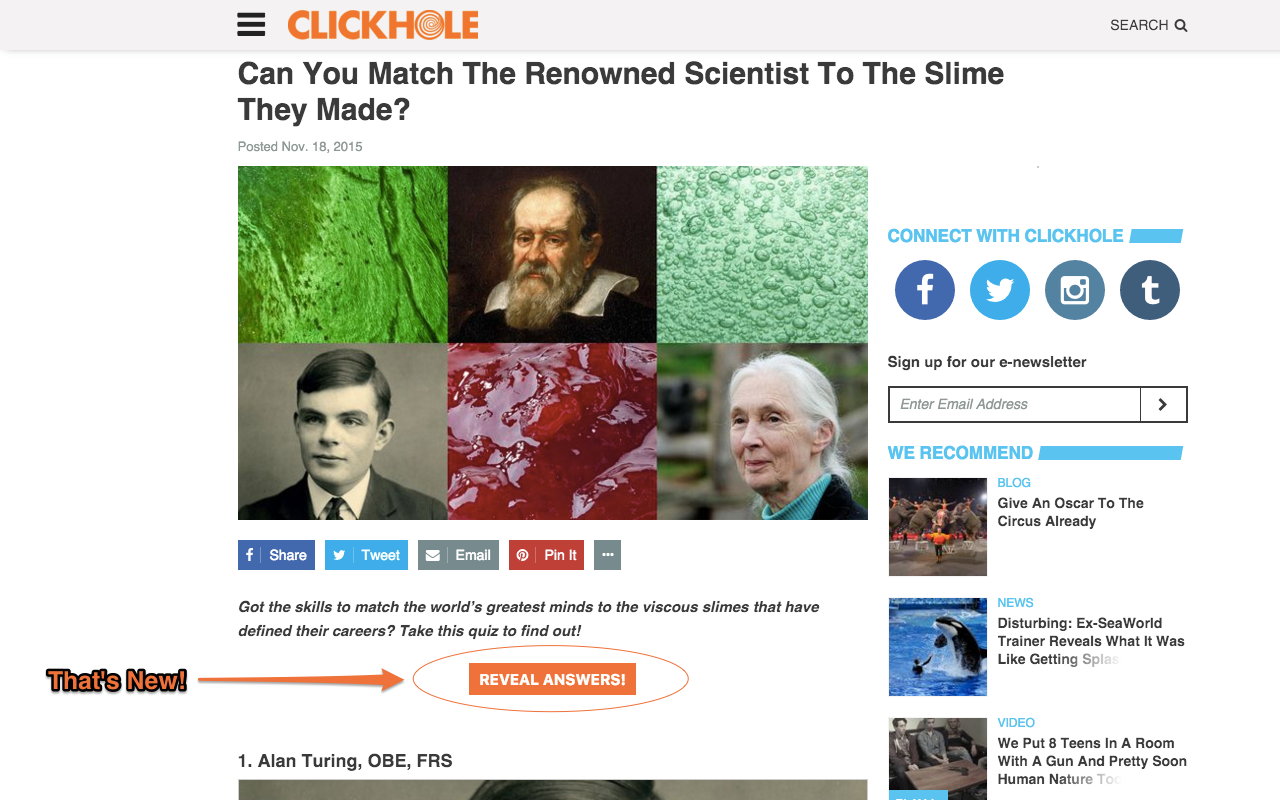 CLICKHOLE
SEARCH
Can You Match The Renowned Scientist To The Slime
They Made?
Posted Nov. 18, 2015
CONNECT WITH CLICKHOLE
Sign up for our e-newsletter
Enter Email Address
WE RECOMMEND
BLOG
Give An Oscar To The
Circus Already
NEWS
Disturbing: Ex-SeaWorld
Trainer Reveals What It Was
Like Getting Splas
VIDEO
We Put 8 Teens In A Room
With A Gun And Pretty Soon
Human Nature Too
Share
Tweet
Email
Pin It
Got the skills to match the world's greatest minds to the viscous slimes that have
defined their careers? Take this quiz to find out!
That's New!
REVEAL ANSWERS!
1. Alan Turing, OBE, FRS